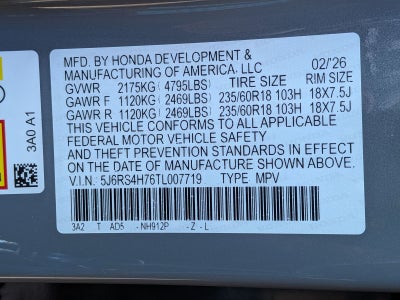 MFD. BY HONDA DEVELOPMENT &
MANUFACTURING OF AMERICA, LLC 02/'26
GVWR 2175KG (4795LBS) TIRE SIZE RIM SIZE
GAWR F 1120KG (2469LBS) 235/60R18 103H 18X7.5J
GAWR R 1120KG (2469LBS) 235/60R18 103H 18X7.5J
THIS VEHICLE CONFORMS TO ALL APPLICABLE
FEDERAL MOTOR VEHICLE SAFETY
AND THEFT PREVENTION STANDARDS IN EFFECT
ON THE DATE OF MANUFACTURE SHOWN ABOVE.
V.I.N.: 5J6RS4H76TL007719 TYPE: MPV
3A2 T AD5 - NH912P - Z - L
3A0 A1